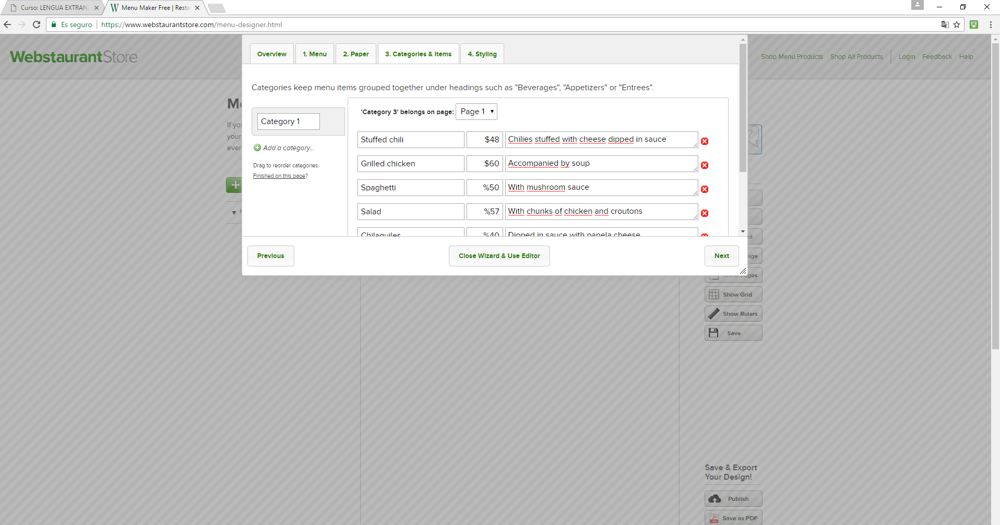 Curso: LENGUA EXTRAN
Menu Maker Free | Resta
Es seguro
https://www.webstaurantstore.com/menu-designer.html
WebstaurantStore
Shop Menu Products Shop All Products Login Feedback Help
Overview 1. Menu 2. Paper 3. Categories & Items 4. Styling
Categories keep menu items grouped together under headings such as "Beverages", "Appetizers" or "Entrees".
If you
your
Category 1
Add a category...
Drag to reorder categories.
Finished on this page?
'Category 3' belongs on page: Page 1
Stuffed chili $48 Chilies stuffed with cheese dipped in sauce
Grilled chicken $60 Accompanied by soup
Spaghetti %50 With mushroom sauce
Salad %57 With chunks of chicken and croutons
Chilaquiles %40 Dipped in sauce with panela cheese
Previous Close Wizard & Use Editor Next
Show Edges
Show Grid
Show Rulers
Save
Save & Export
Your Design!
Publish
Save as PDF